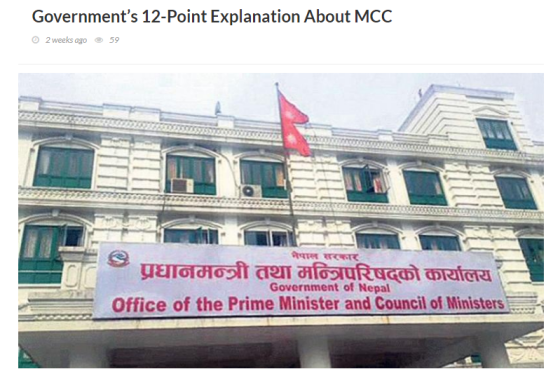 Government's 12-Point Explanation About MCC
2 weeks ago 59
नेपाल सरकार
प्रधानमन्त्री तथा मन्त्रिपरिषद्को कार्यालय
Government of Nepal
Office of the Prime Minister and Council of Ministers